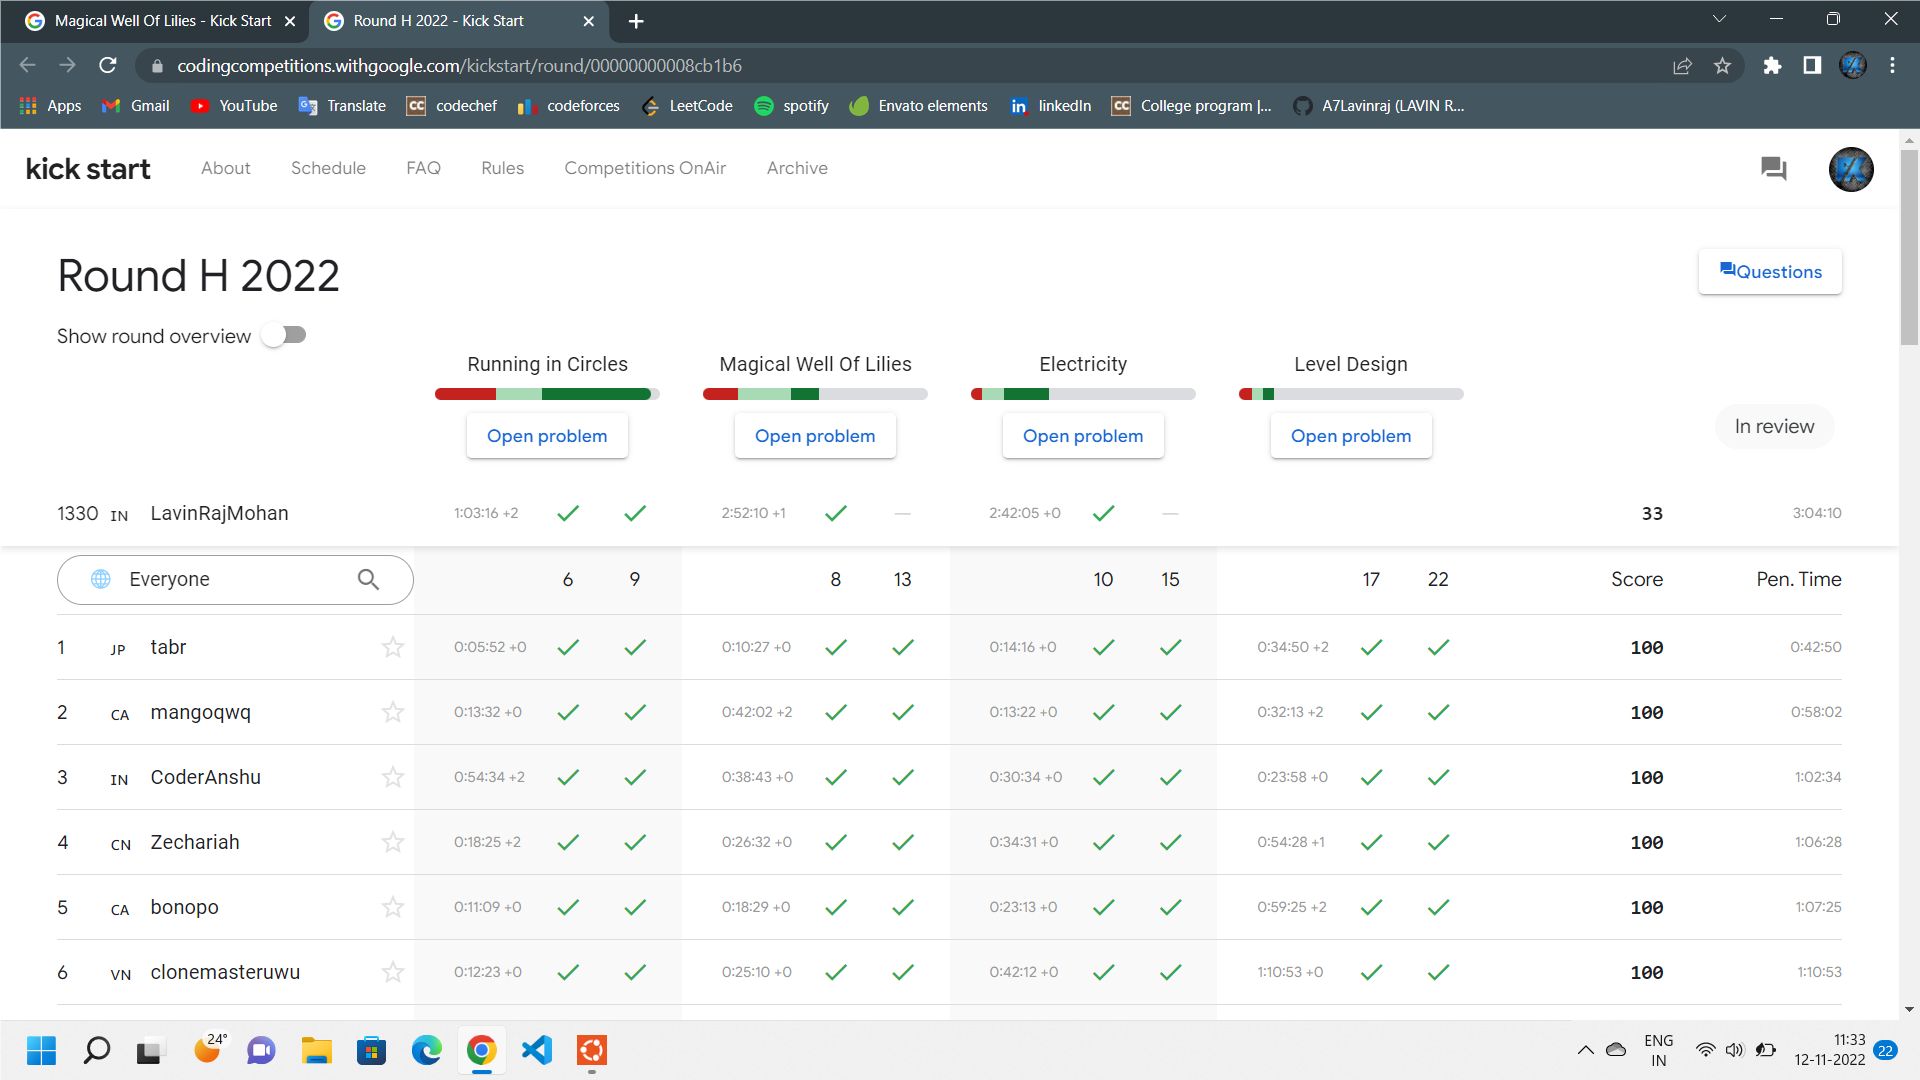 Magical Well Of Lilies - Kick Start
Round H 2022 - Kick Start
codingcompetitions.withgoogle.com/kickstart/round/00000000008cb1b6
Apps Gmail YouTube Translate codechef codeforces LeetCode spotify Envato elements linkedIn College program |... A7Lavinraj (LAVIN R...
kick start About Schedule FAQ Rules Competitions OnAir Archive
Round H 2022
Questions
Show round overview
Running in Circles Magical Well Of Lilies Electricity Level Design
Open problem Open problem Open problem Open problem
In review
1330 IN LavinRajMohan 1:03:16 +2 2:52:10 +1 — 2:42:05 +0 — 33 3:04:10
Everyone 6 9 8 13 10 15 17 22 Score Pen. Time
1 JP tabr 0:05:52 +0 0:10:27 +0 0:14:16 +0 0:34:50 +2 100 0:42:50
2 CA mangoqwq 0:13:32 +0 0:42:02 +2 0:13:22 +0 0:32:13 +2 100 0:58:02
3 IN CoderAnshu 0:54:34 +2 0:38:43 +0 0:30:34 +0 0:23:58 +0 100 1:02:34
4 CN Zechariah 0:18:25 +2 0:26:32 +0 0:34:31 +0 0:54:28 +1 100 1:06:28
5 CA bonopo 0:11:09 +0 0:18:29 +0 0:23:13 +0 0:59:25 +2 100 1:07:25
6 VN clonemasteruwu 0:12:23 +0 0:25:10 +0 0:42:12 +0 1:10:53 +0 100 1:10:53
24°
ENG
IN
11:33
12-11-2022
22